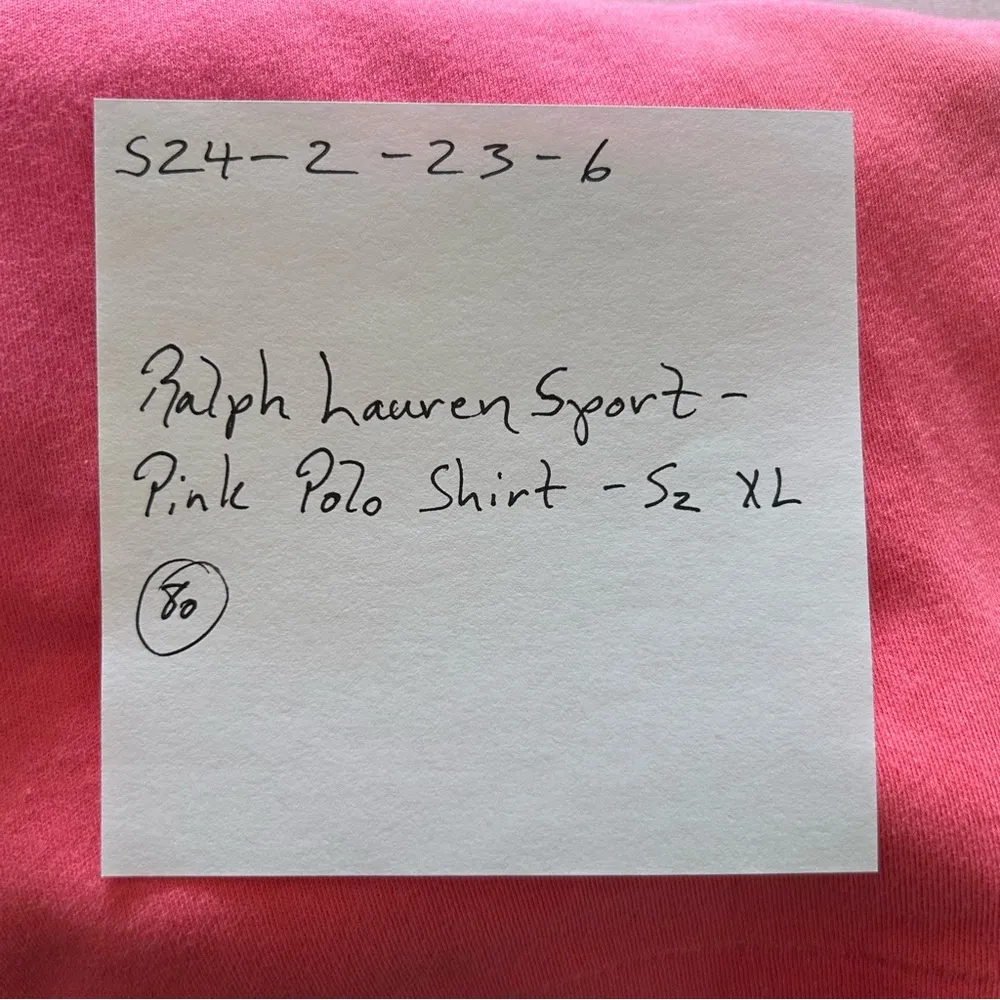 S24-2-23-6
Ralph Lauren Sport -
Pink Polo Shirt - Sz XL
80